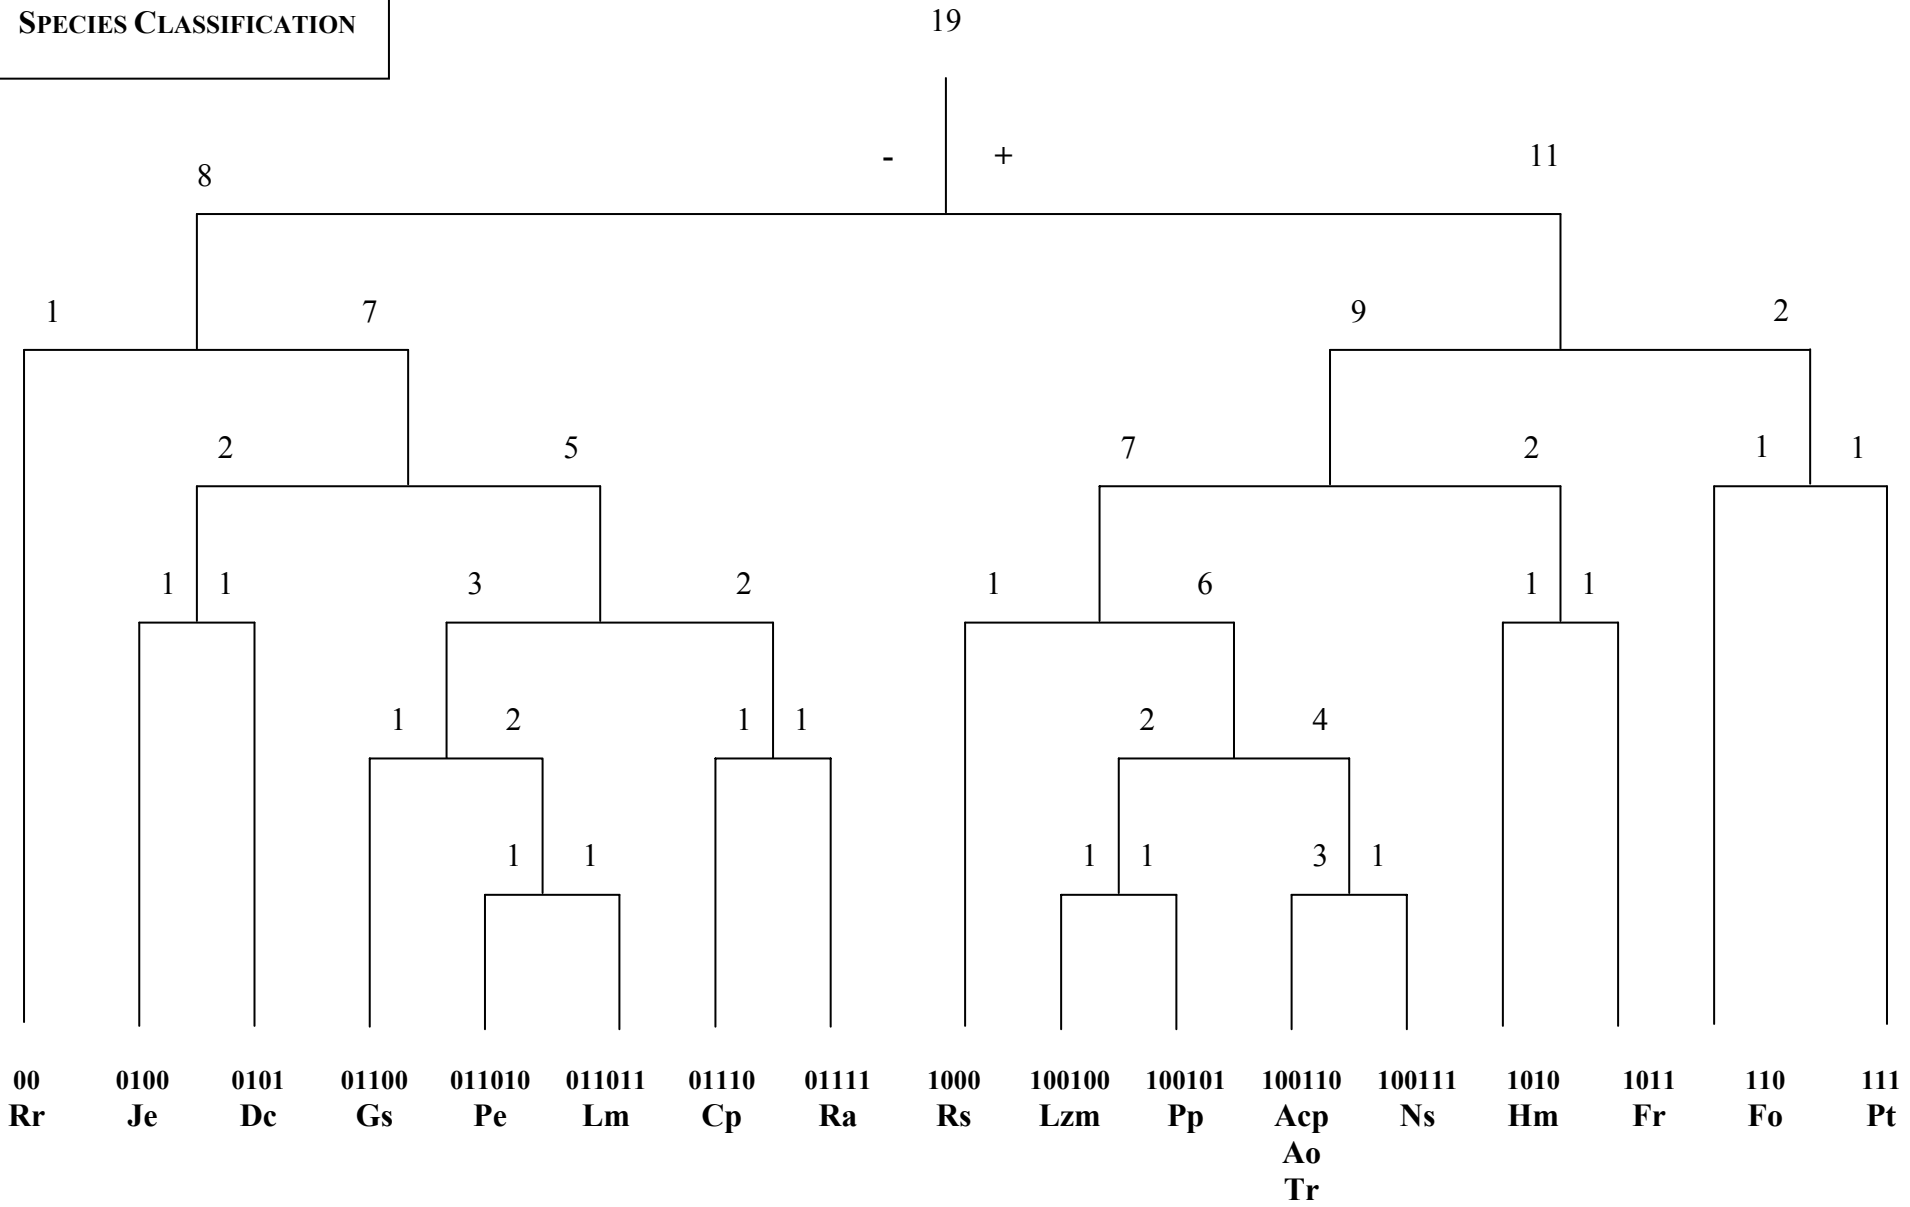 SPECIES CLASSIFICATION
19
- +
8 11
1 7 9 2
2 5 7 2 1 1
1 1 3 2 1 6 1 1
1 2 1 1 2 4
1 1 1 1 3 1
00 0100 0101 01100 011010 011011 01110 01111 1000 100100 100101 100110 100111 1010 1011 110 111
Rr Je Dc Gs Pe Lm Cp Ra Rs Lzm Pp Acp Ns Hm Fr Fo Pt
Ao
Tr